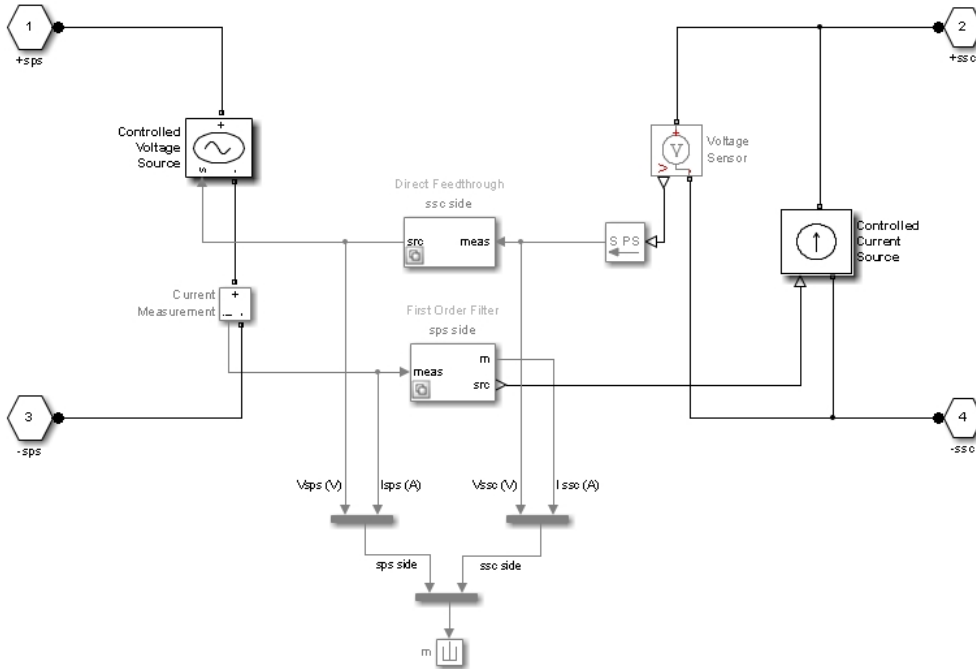 1
+sps
2
+ssc
Controlled
Voltage
Source
+
s
-
+
V
V
-
Voltage
Sensor
Direct Feedthrough
ssc side
src
meas
S PS
Controlled
Current
Source
Current
Measurement
+
i
-
First Order Filter
sps side
meas
m
src
3
-sps
4
-ssc
Vsps (V)
Isps (A)
Vssc (V)
I ssc (A)
sps side
ssc side
m